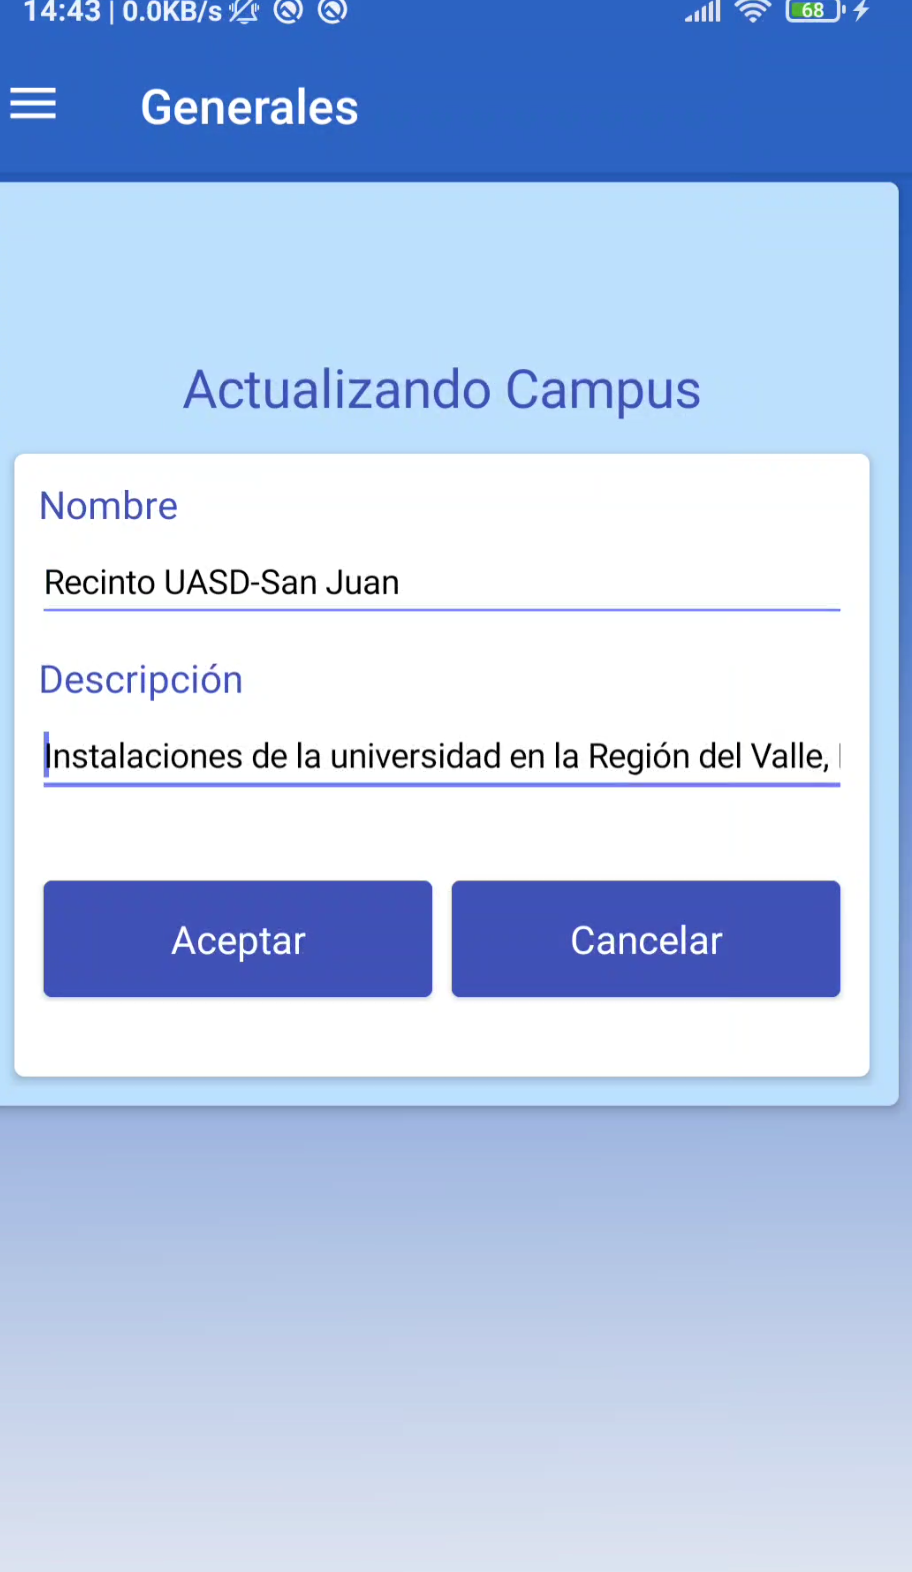 14:43 | 0.0KB/s 68
Generales
Actualizando Campus
Nombre
Recinto UASD-San Juan
Descripción
Instalaciones de la universidad en la Región del Valle,
Aceptar
Cancelar